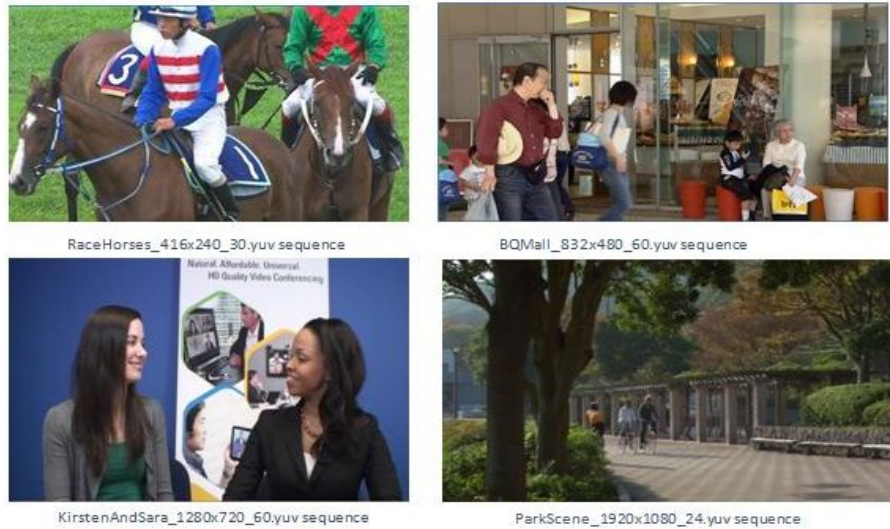 3
1
RaceHorses_416x240_30.yuv sequence
BQMall_832x480_60.yuv sequence
Natural. Affordable. Universal.
HD Quality Video Conferencing
KirstenAndSara_1280x720_60.yuv sequence
ParkScene_1920x1080_24.yuv sequence